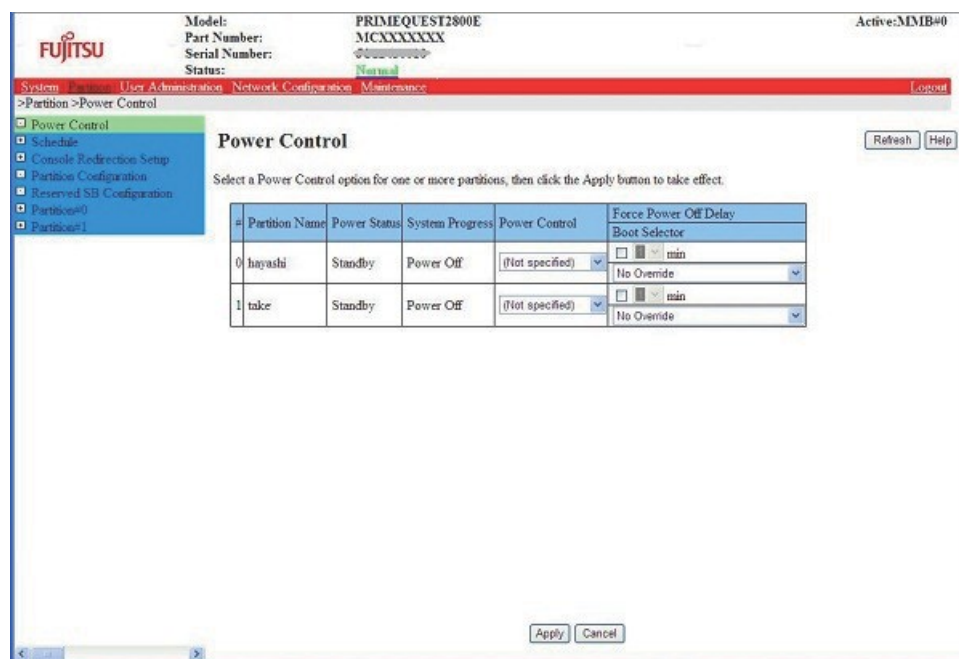 FUJITSU
Model: PRIMEQUEST2800E
Part Number: MCXXXXXXX
Serial Number:
Status: Normal
Active:MMB#0
System Partition User Administration Network Configuration Maintenance Logout
>Partition >Power Control
Power Control
Schedule
Console Redirection Setup
Partition Configuration
Reserved SB Configuration
Partition#0
Partition#1
Power Control
Refresh Help
Select a Power Control option for one or more partitions, then click the Apply button to take effect.
# Partition Name Power Status System Progress Power Control Force Power Off Delay
Boot Selector
0 hayashi Standby Power Off (Not specified) min
No Override
1 take Standby Power Off (Not specified) min
No Override
Apply Cancel